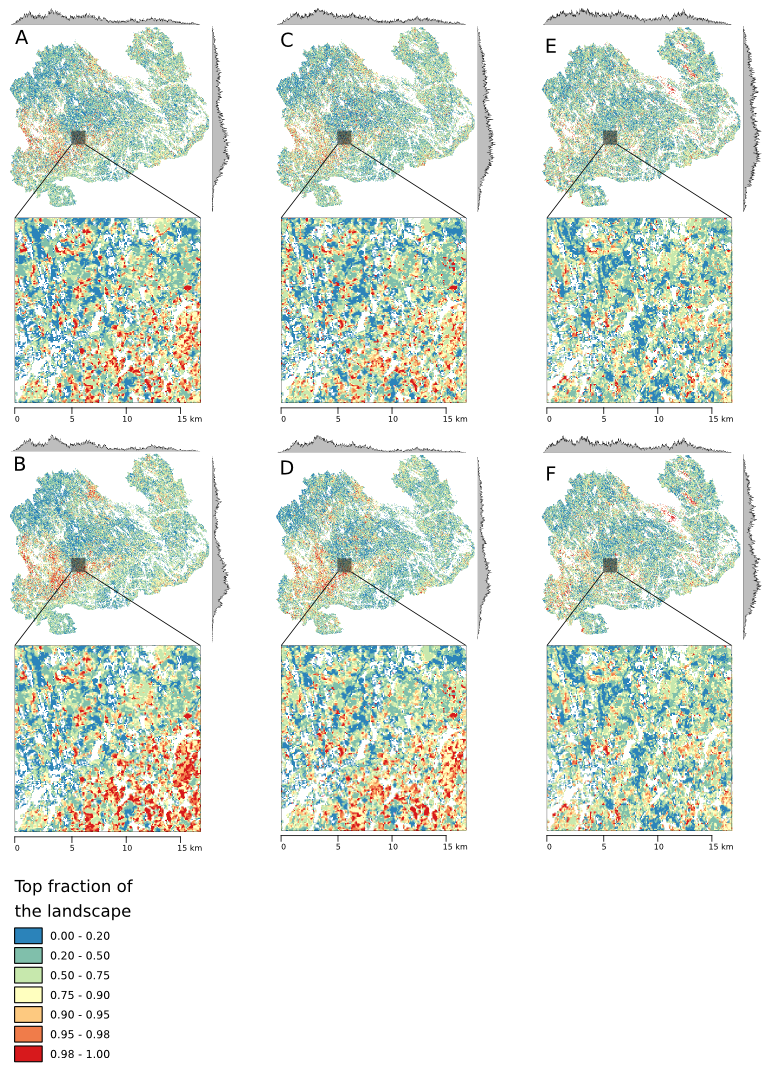 A
C
E
0 5 10 15 km
0 5 10 15 km
0 5 10 15 km
B
D
F
0 5 10 15 km
0 5 10 15 km
0 5 10 15 km
Top fraction of
the landscape
0.00 - 0.20
0.20 - 0.50
0.50 - 0.75
0.75 - 0.90
0.90 - 0.95
0.95 - 0.98
0.98 - 1.00